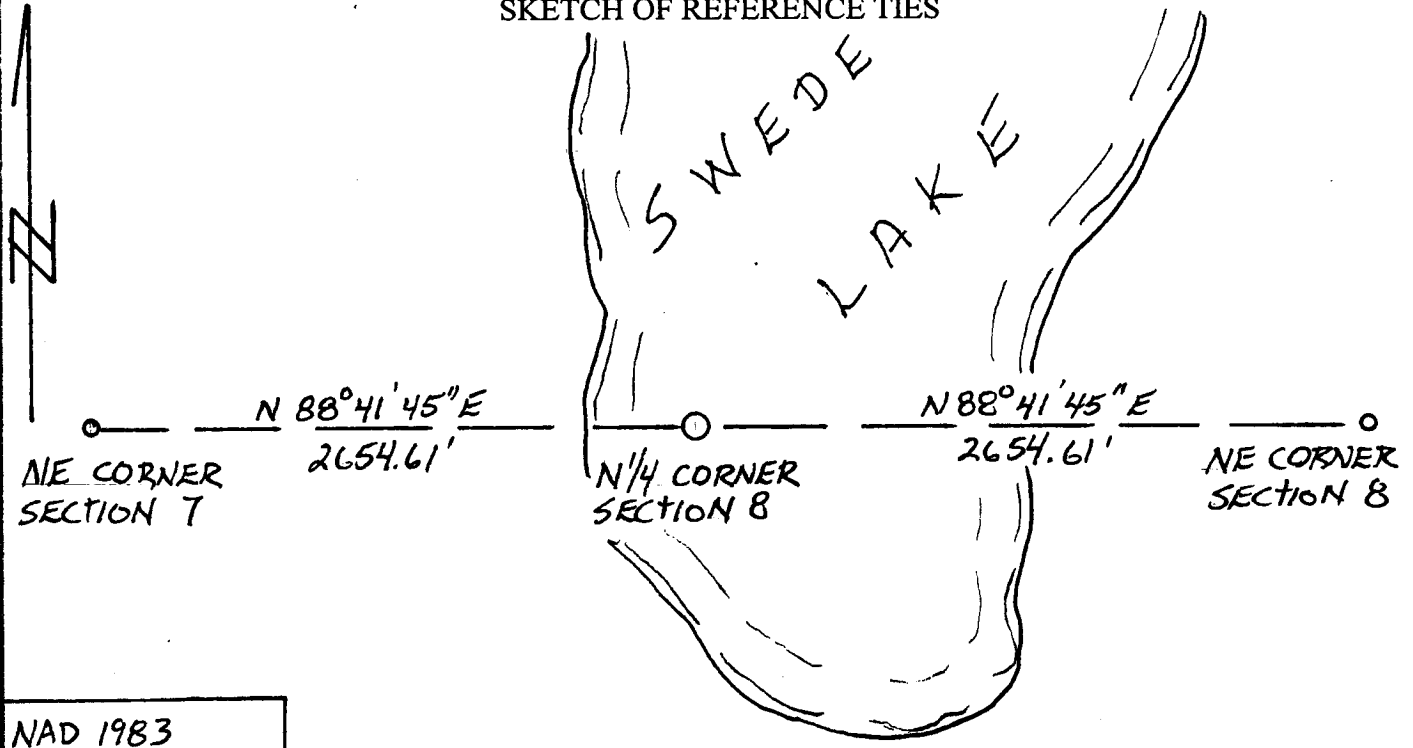 SKETCH OF REFERENCE TIES
SWEDE
LAKE
N
N 88°41'45"E
2654.61'
N 88°41'45"E
2654.61'
NE CORNER
SECTION 7
N 1/4 CORNER
SECTION 8
NE CORNER
SECTION 8
NAD 1983